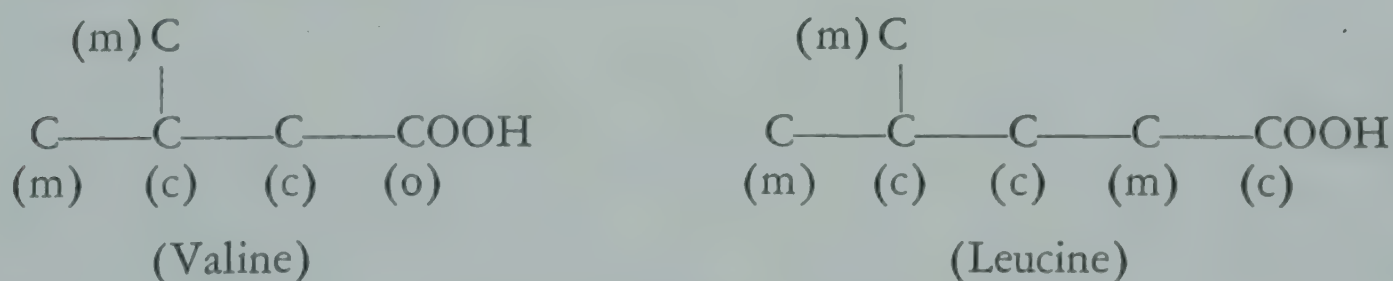 (m) C (m) C
C C C COOH C C C C COOH
(m) (c) (c) (o) (m) (c) (c) (m) (c)
(Valine) (Leucine)